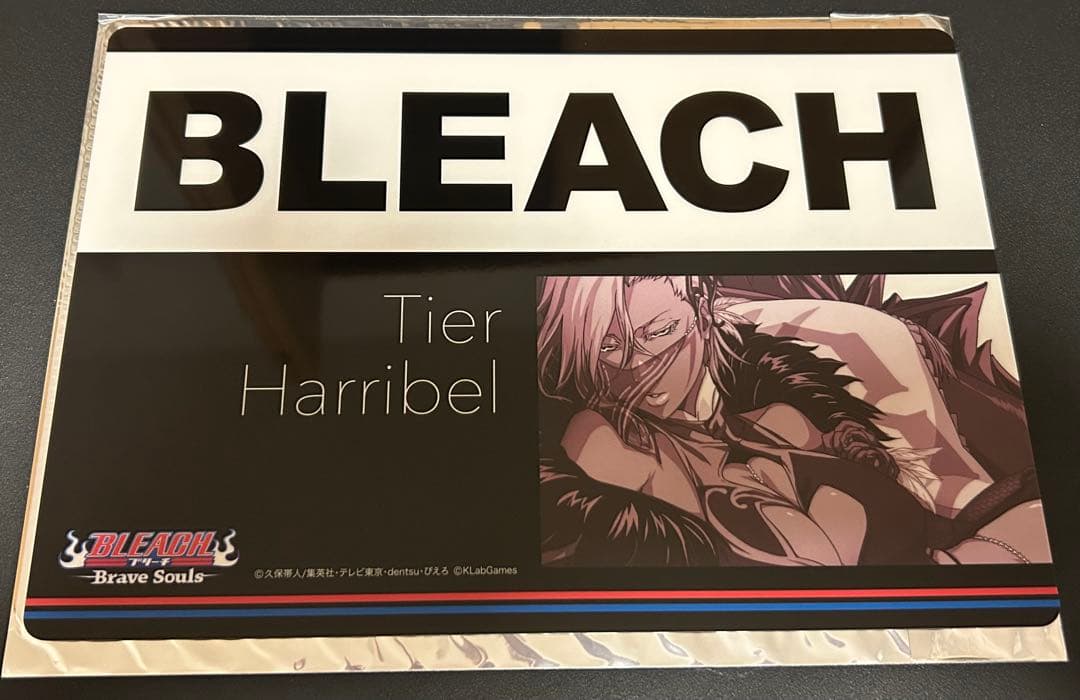 BLEACH
Tier
Harribel
BLEACH
ブリーチ
Brave Souls
©久保帯人/集英社・テレビ東京・dentsu・ぴえろ ©KLabGames